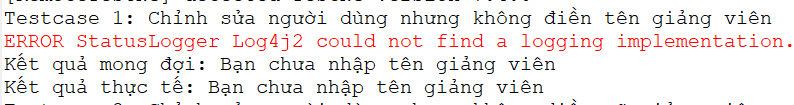 Testcase 1: Chỉnh sửa người dùng nhưng không điền tên giảng viên
ERROR StatusLogger Log4j2 could not find a logging implementation.
Kết quả mong đợi: Bạn chưa nhập tên giảng viên
Kết quả thực tế: Bạn chưa nhập tên giảng viên